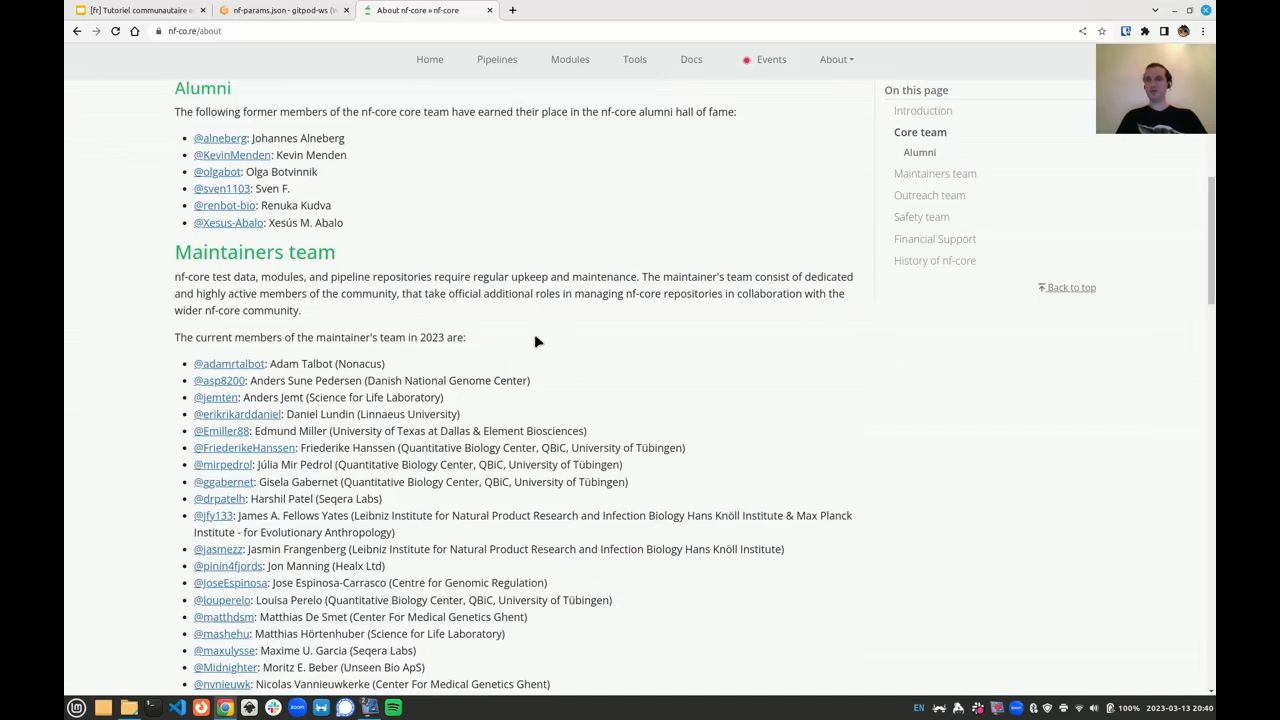 [fr] Tutoriel communautaire
nf-params.json - gitpod-ws (W
About nf-core » nf-core
nf-co.re/about
Home
Pipelines
Modules
Tools
Docs
Events
About
Alumni
The following former members of the nf-core core team have earned their place in the nf-core alumni hall of fame:
@alneberg: Johannes Alneberg
@KevinMenden: Kevin Menden
@olgabot: Olga Botvinnik
@sven1103: Sven F.
@renbot-bio: Renuka Kudva
@Xesus-Abalo: Xesús M. Abalo
Maintainers team
nf-core test data, modules, and pipeline repositories require regular upkeep and maintenance. The maintainer's team consist of dedicated
and highly active members of the community, that take official additional roles in managing nf-core repositories in collaboration with the
wider nf-core community.
The current members of the maintainer's team in 2023 are:
@adamrtalbot: Adam Talbot (Nonacus)
@asp8200: Anders Sune Pedersen (Danish National Genome Center)
@jemten: Anders Jemt (Science for Life Laboratory)
@erikrikarddaniel: Daniel Lundin (Linnaeus University)
@Emiller88: Edmund Miller (University of Texas at Dallas & Element Biosciences)
@FriederikeHanssen: Friederike Hanssen (Quantitative Biology Center, QBiC, University of Tübingen)
@mirpedrol: Júlia Mir Pedrol (Quantitative Biology Center, QBiC, University of Tübingen)
@ggabernet: Gisela Gabernet (Quantitative Biology Center, QBiC, University of Tübingen)
@drpatelh: Harshil Patel (Seqera Labs)
@jfy133: James A. Fellows Yates (Leibniz Institute for Natural Product Research and Infection Biology Hans Knöll Institute & Max Planck
Institute - for Evolutionary Anthropology)
@jasmezz: Jasmin Frangenberg (Leibniz Institute for Natural Product Research and Infection Biology Hans Knöll Institute)
@pinin4fjords: Jon Manning (Healx Ltd)
@JoseEspinosa: Jose Espinosa-Carrasco (Centre for Genomic Regulation)
@louperelo: Louisa Perelo (Quantitative Biology Center, QBiC, University of Tübingen)
@matthdsm: Matthias De Smet (Center For Medical Genetics Ghent)
@mashehu: Matthias Hörtenhuber (Science for Life Laboratory)
@maxulysse: Maxime U. Garcia (Seqera Labs)
@Midnighter: Moritz E. Beber (Unseen Bio ApS)
@nvnieuwk: Nicolas Vannieuwkerke (Center For Medical Genetics Ghent)
On this page
Introduction
Core team
Alumni
Maintainers team
Outreach team
Safety team
Financial Support
History of nf-core
Back to top
EN
100%
2023-03-13 20:40